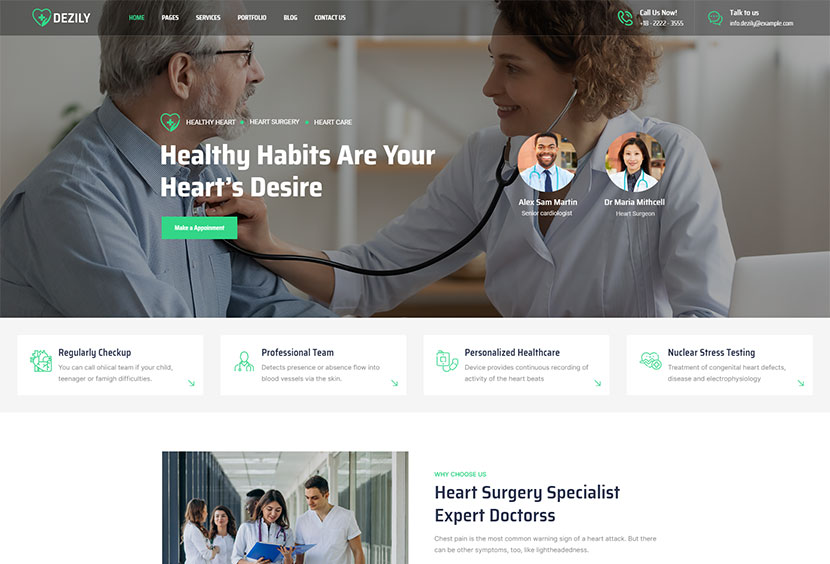 DEZILY
HOME PAGES SERVICES PORTFOLIO BLOG CONTACT US
Call Us Now!
+18 - 2222 - 3555
Talk to us
info.dezily@example.com
HEALTHY HEART HEART SURGERY HEART CARE
Healthy Habits Are Your
Heart's Desire
Make a Appoinment
Alex Sam Martin
Senior cardiologist
Dr Maria Mithcell
Heart Surgeon
Regularly Checkup
You can call ohlical team if your child,
teenager or famigh difficulties.
Professional Team
Detects presence or absence flow into
blood vessels via the skin.
Personalized Healthcare
Device provides continuous recording of
activity of the heart beats
Nuclear Stress Testing
Treatment of congenital heart defects,
disease and electrophysiology
WHY CHOOSE US
Heart Surgery Specialist
Expert Doctorss
Chest pain is the most common warning sign of a heart attack. But there
can be other symptoms, too, like lightheadedness.